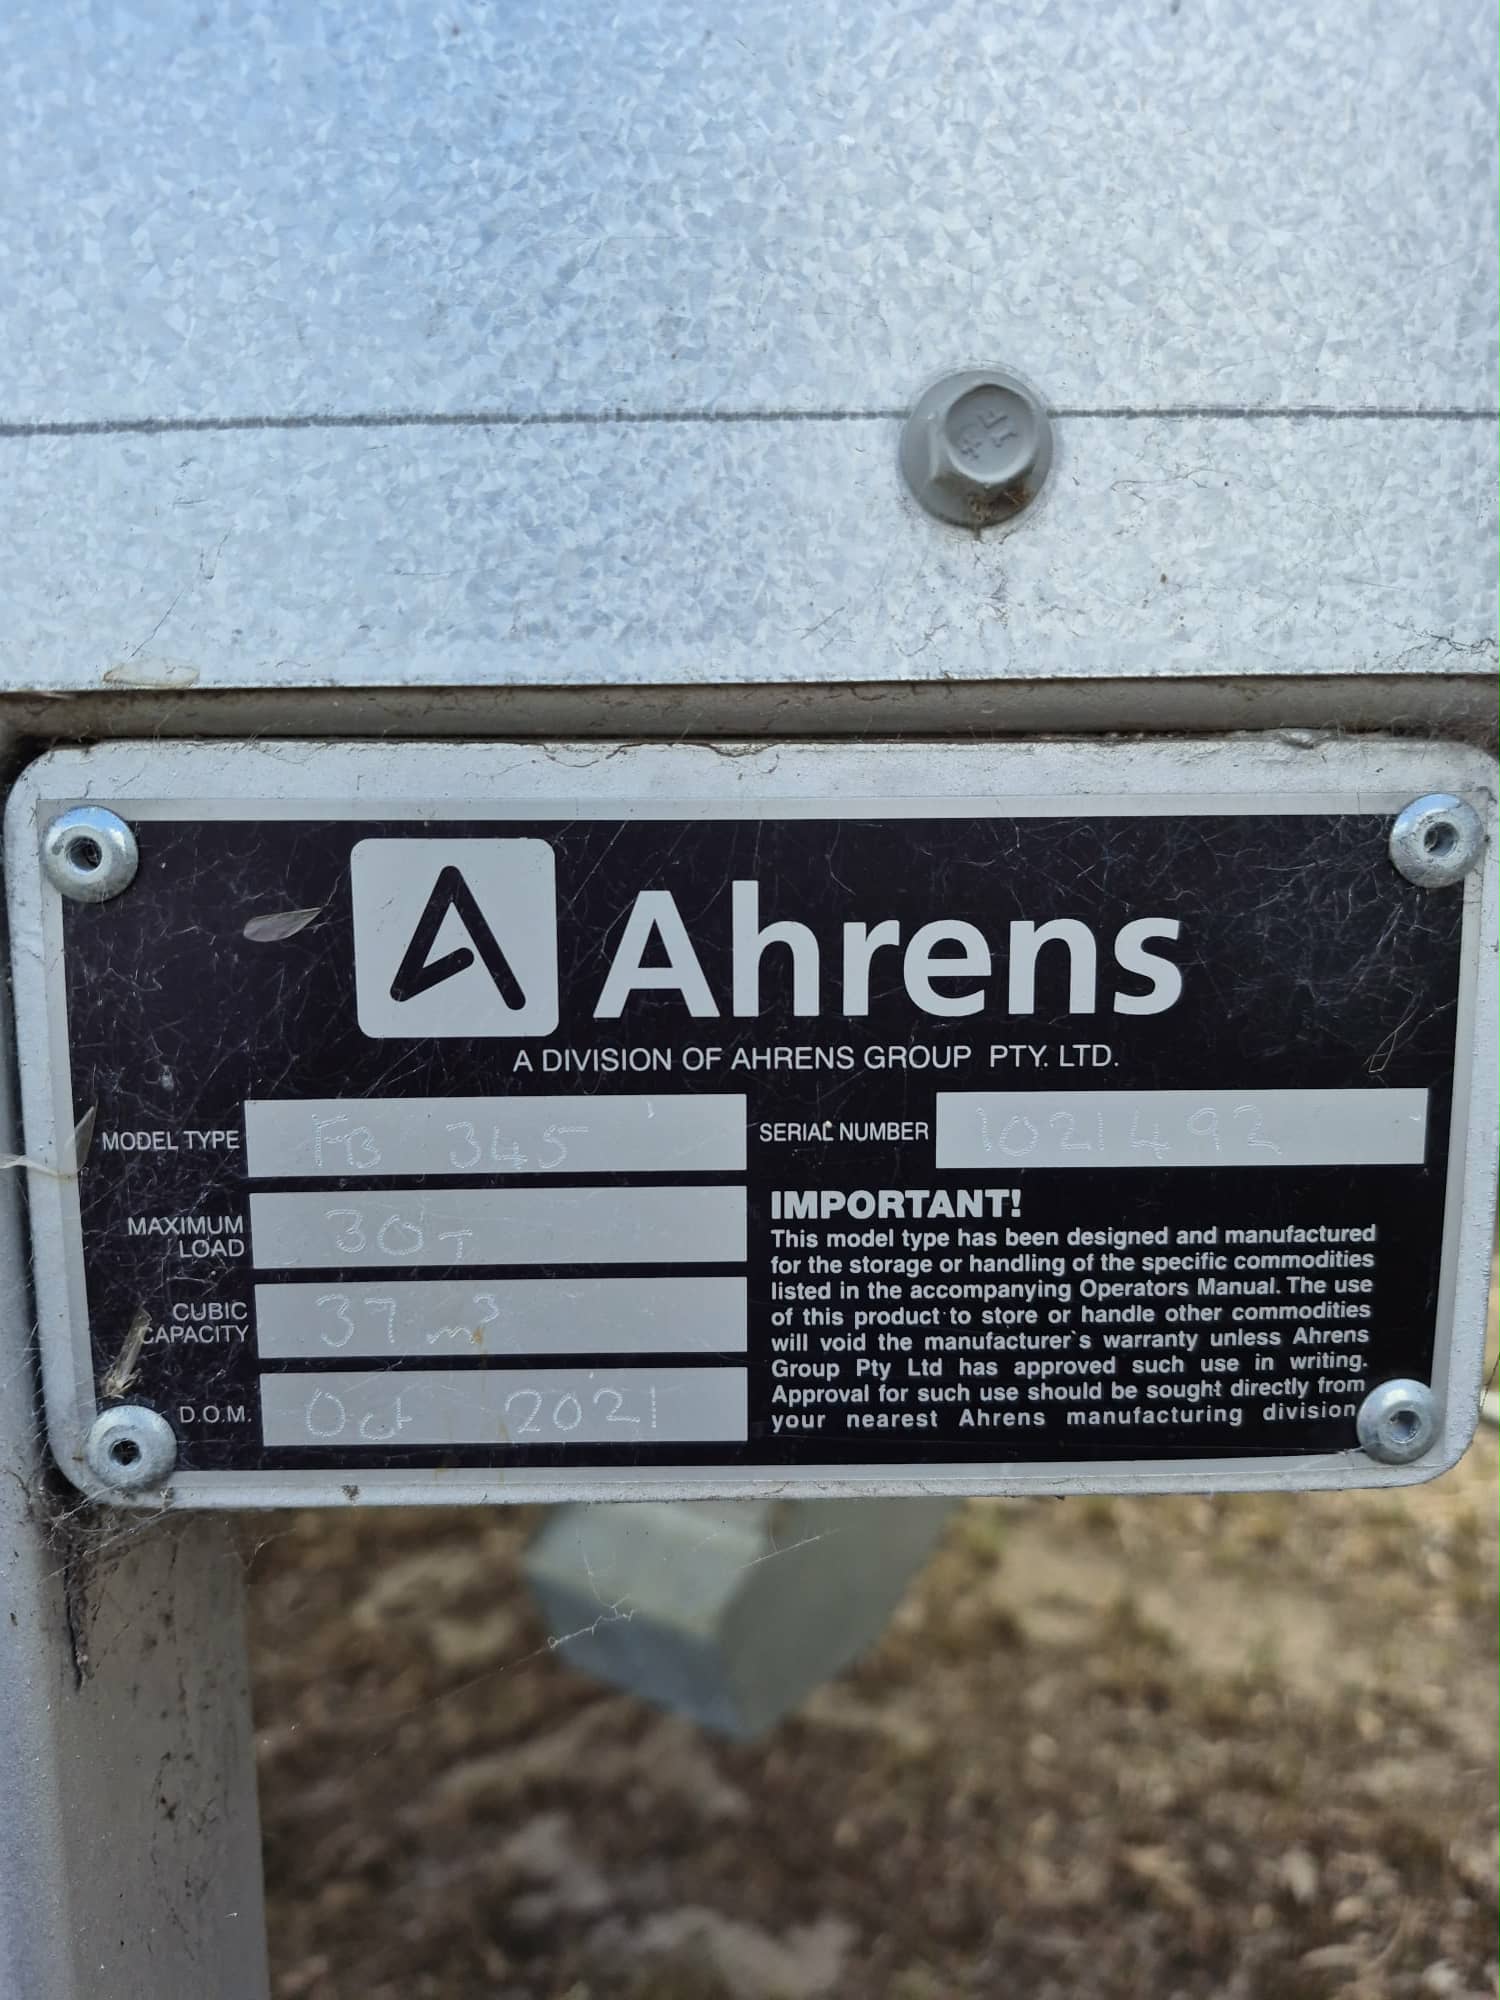 Ahrens
A DIVISION OF AHRENS GROUP PTY. LTD.
MODEL TYPE FB 345
SERIAL NUMBER 1021492
MAXIMUM LOAD 30T
CUBIC CAPACITY 37 m³
D.O.M. Oct 2021
IMPORTANT!
This model type has been designed and manufactured
for the storage or handling of the specific commodities
listed in the accompanying Operators Manual. The use
of this product to store or handle other commodities
will void the manufacturer`s warranty unless Ahrens
Group Pty Ltd has approved such use in writing.
Approval for such use should be sought directly from
your nearest Ahrens manufacturing division